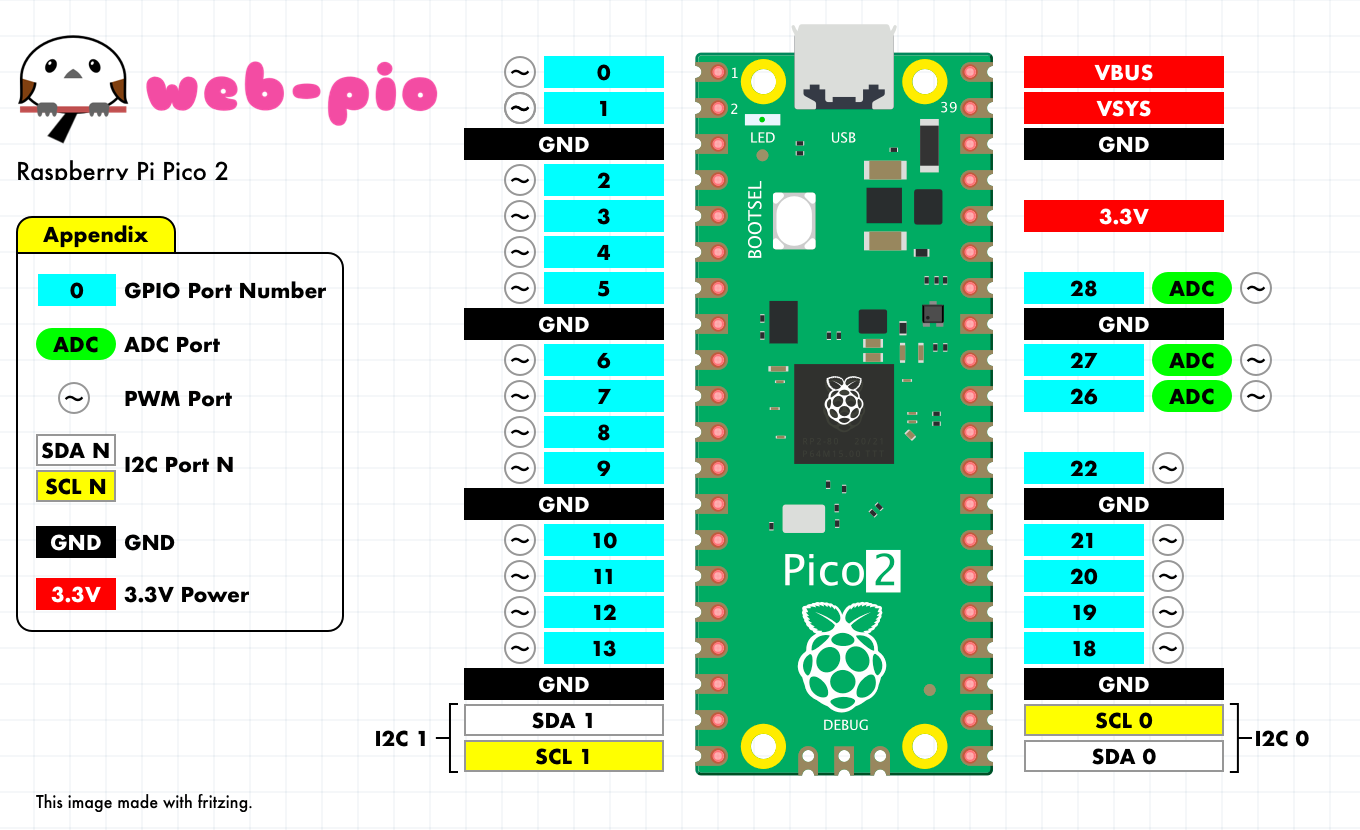 web-pio
Raspberry Pi Pico 2
Appendix
0 GPIO Port Number
ADC ADC Port
~ PWM Port
SDA N
SCL N
I2C Port N
GND GND
3.3V 3.3V Power
~ 0
~ 1
GND
~ 2
~ 3
~ 4
~ 5
GND
~ 6
~ 7
~ 8
~ 9
GND
~ 10
~ 11
~ 12
~ 13
GND
I2C 1
SDA 1
SCL 1
1
2
39
LED
USB
BOOTSEL
Pico 2
DEBUG
VBUS
VSYS
GND
3.3V
28 ADC ~
GND
27 ADC ~
26 ADC ~
22 ~
GND
21 ~
20 ~
19 ~
18 ~
GND
SCL 0
SDA 0
I2C 0
This image made with fritzing.